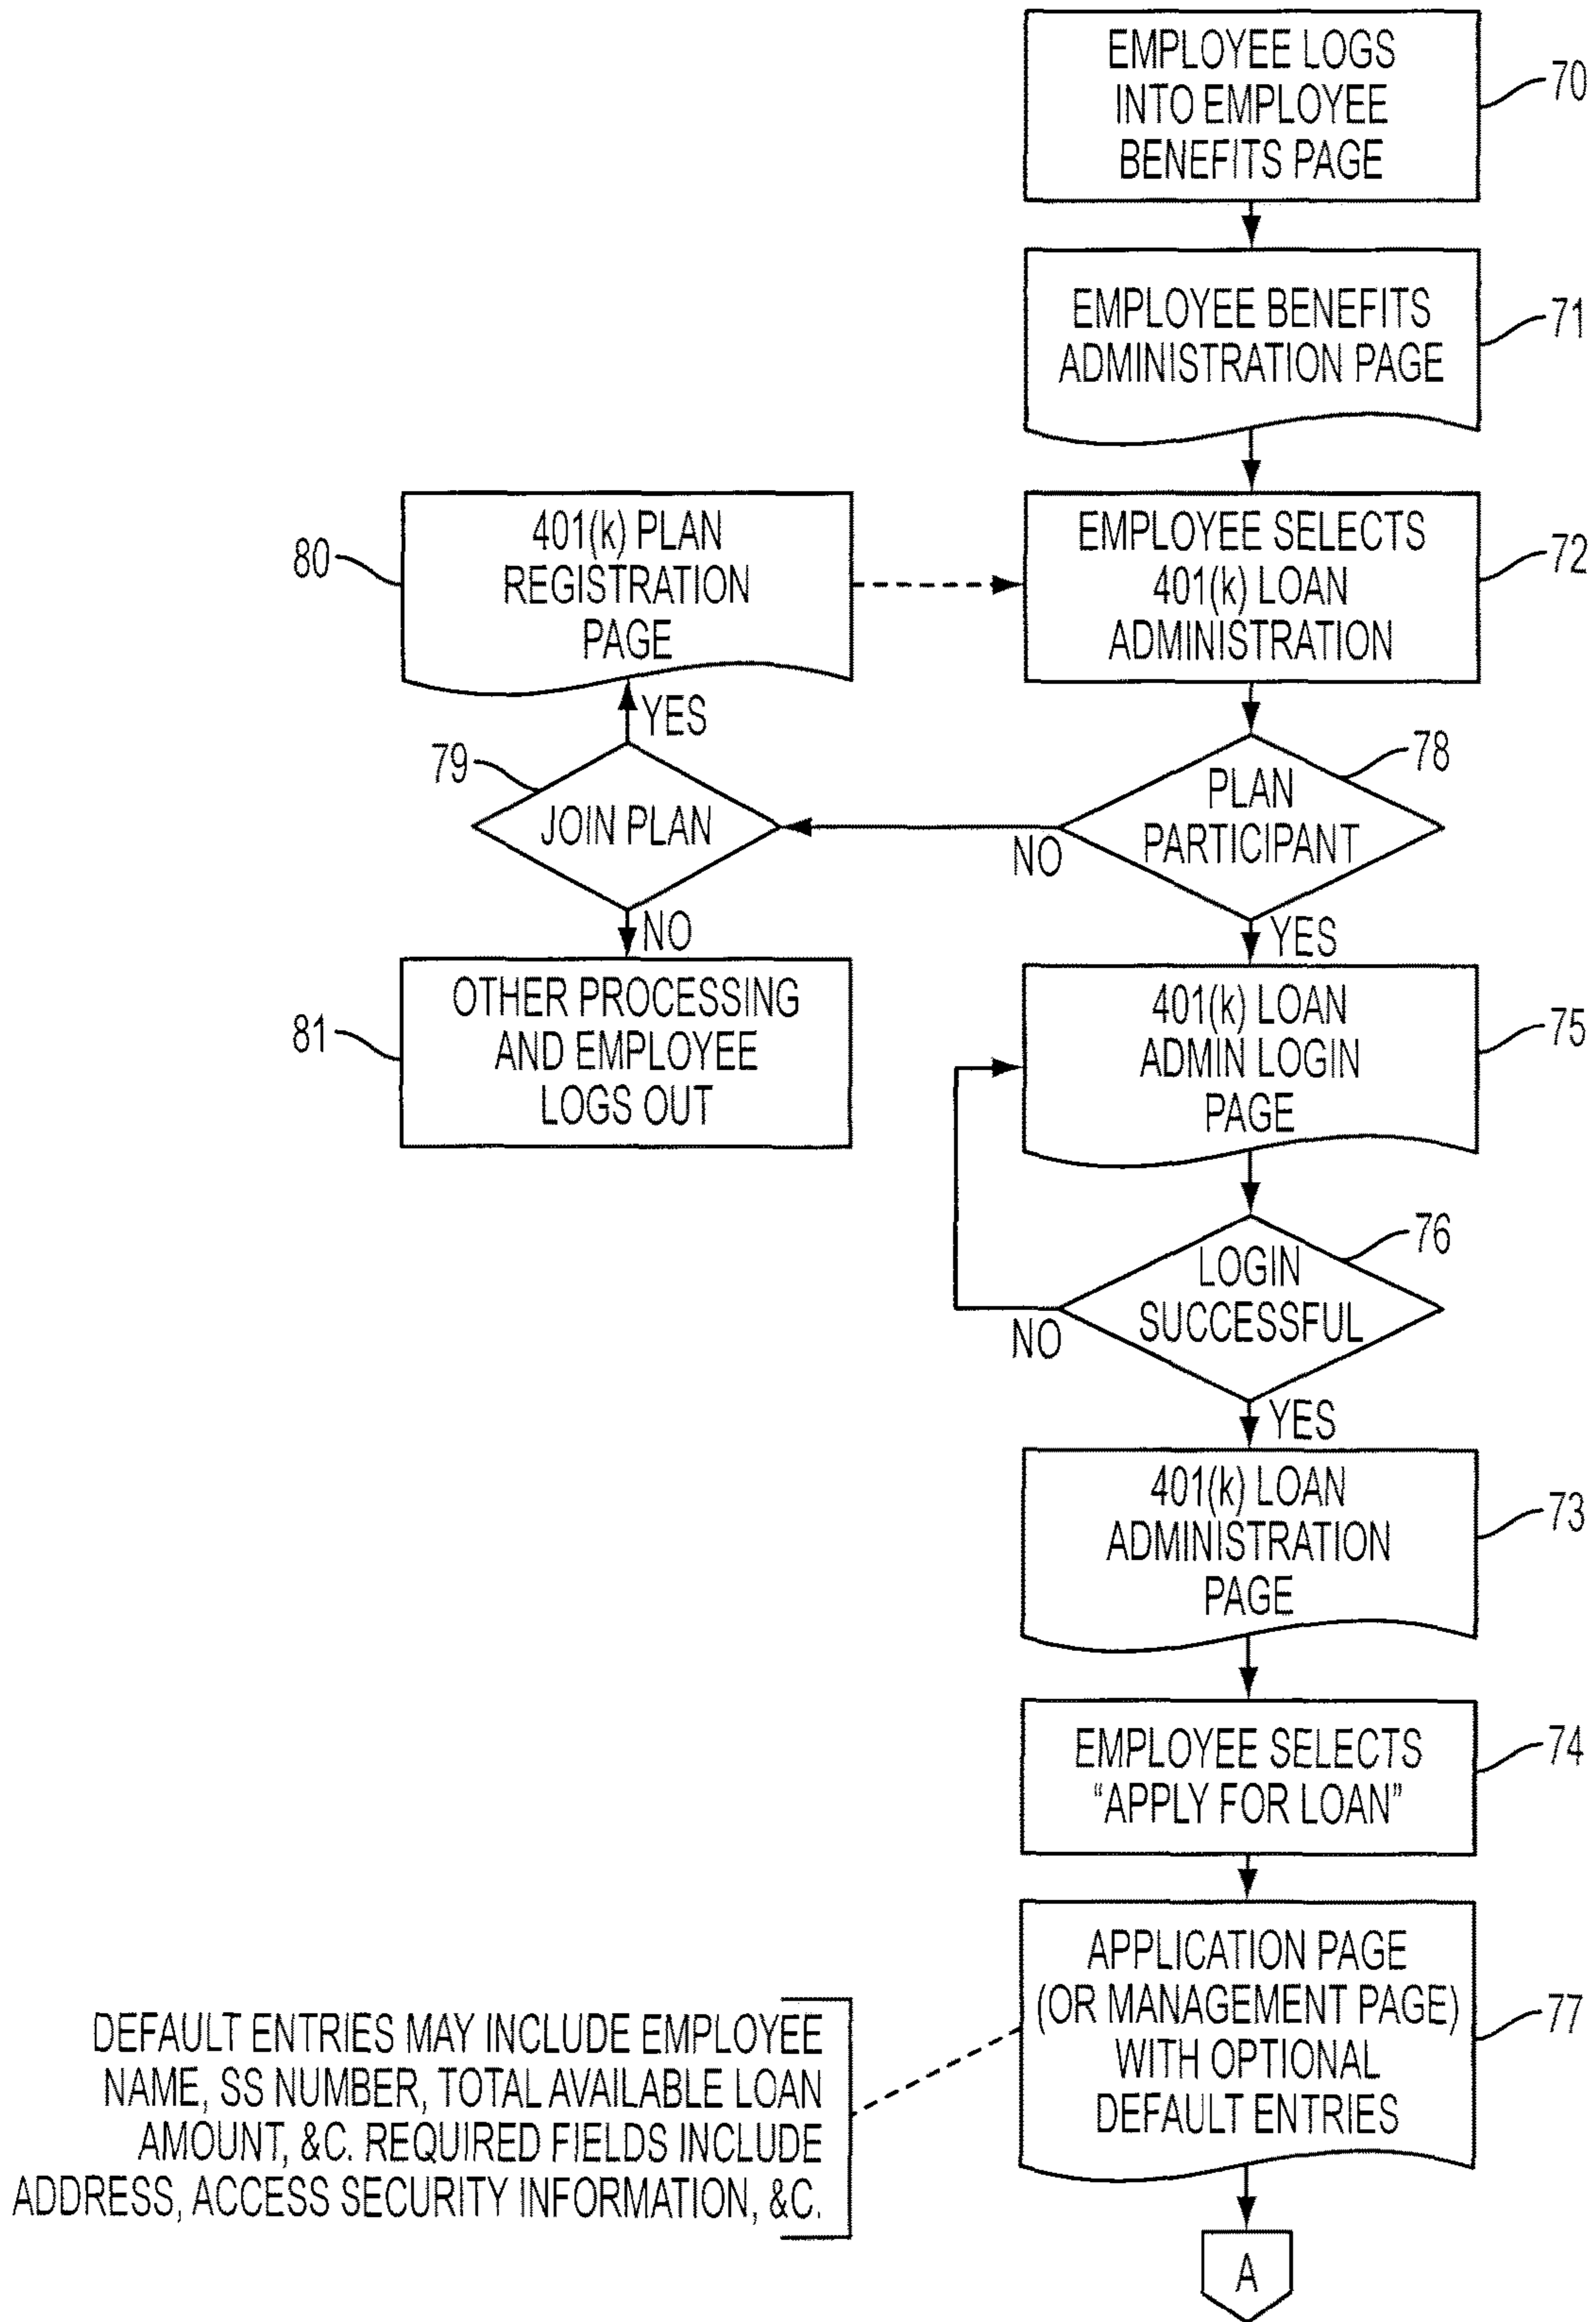 EMPLOYEE LOGS
INTO EMPLOYEE
BENEFITS PAGE
70
EMPLOYEE BENEFITS
ADMINISTRATION PAGE
71
401(k) PLAN
REGISTRATION
PAGE
80
EMPLOYEE SELECTS
401(k) LOAN
ADMINISTRATION
72
YES
79
JOIN PLAN
78
PLAN
PARTICIPANT
NO
NO
YES
OTHER PROCESSING
AND EMPLOYEE
LOGS OUT
81
401(k) LOAN
ADMIN LOGIN
PAGE
75
76
LOGIN
SUCCESSFUL
NO
YES
401(k) LOAN
ADMINISTRATION
PAGE
73
EMPLOYEE SELECTS
“APPLY FOR LOAN”
74
APPLICATION PAGE
(OR MANAGEMENT PAGE)
WITH OPTIONAL
DEFAULT ENTRIES
77
DEFAULT ENTRIES MAY INCLUDE EMPLOYEE
NAME, SS NUMBER, TOTAL AVAILABLE LOAN
AMOUNT, &C. REQUIRED FIELDS INCLUDE
ADDRESS, ACCESS SECURITY INFORMATION, &C.
A